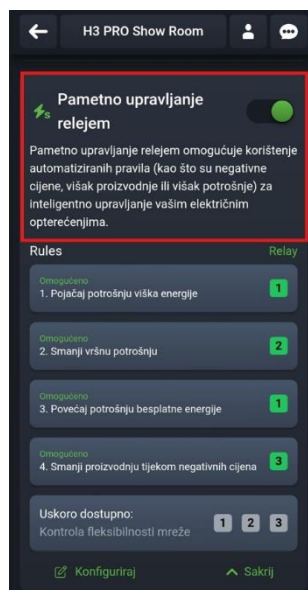 H3 PRO Show Room
Pametno upravljanje
relejem
Pametno upravljanje relejem omogućuje korištenje
automatiziranih pravila (kao što su negativne
cijene, višak proizvodnje ili višak potrošnje) za
inteligentno upravljanje vašim električnim
opterećenjima.
Rules Relay
Omogućeno
1. Pojačaj potrošnju viška energije 1
Omogućeno
2. Smanji vršnu potrošnju 2
Omogućeno
3. Povećaj potrošnju besplatne energije 1
Omogućeno
4. Smanji proizvodnju tijekom negativnih cijena 3
Uskoro dostupno:
Kontrola fleksibilnosti mreže 1 2 3
Konfiguriraj Sakrij